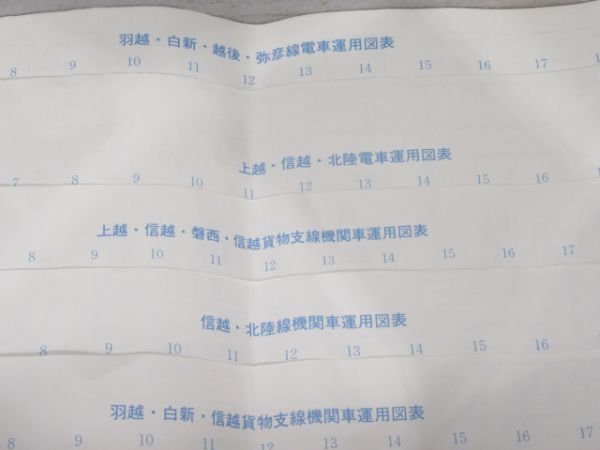 羽越・白新・越後・弥彦線電車運用図表
8 9 10 11 12 13 14 15 16 17
上越・信越・北陸電車運用図表
7 8 9 10 11 12 13 14 15 16
上越・信越・磐西・信越貨物支線機関車運用図表
8 9 10 11 12 13 14 15 16 17
信越・北陸線機関車運用図表
8 9 10 11 12 13 14 15 16
羽越・白新・信越貨物支線機関車運用図表
8 9 10 11 12 13 14 15 16 17